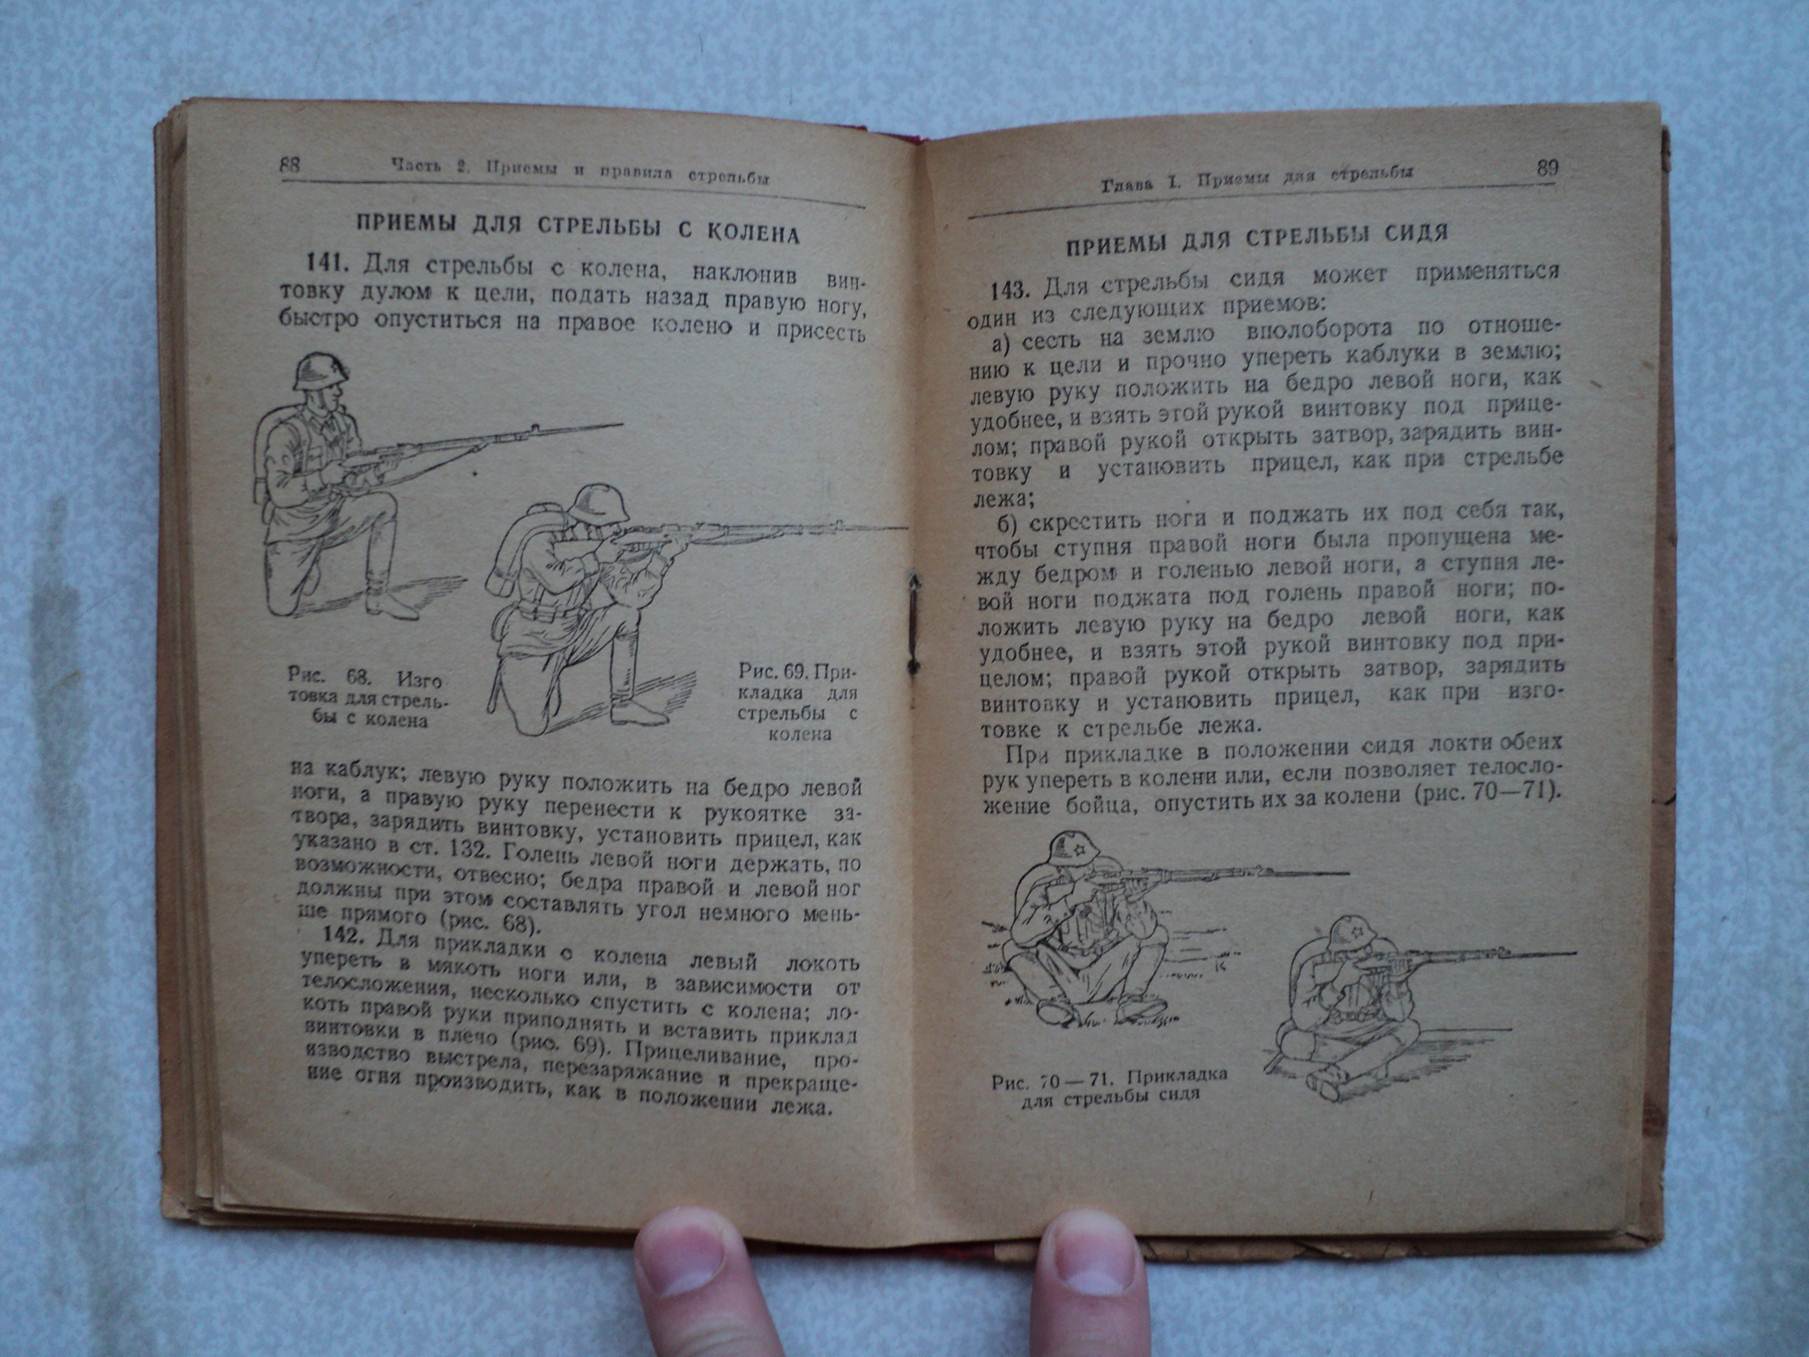 88
Часть 2. Приемы и правила стрельбы
ПРИЕМЫ ДЛЯ СТРЕЛЬБЫ С КОЛЕНА
141. Для стрельбы с колена, наклонив вин-
товку дулом к цели, подать назад правую ногу,
быстро опуститься на правое колено и присесть
Рис. 68. Изго
товка для стрель-
бы с колена
Рис. 69. При-
кладка для
стрельбы с
колена
на каблук; левую руку положить на бедро левой
ноги, а правую руку перенести к рукоятке за-
твора, зарядить винтовку, установить прицел, как
указано в ст. 132. Голень левой ноги держать, по
возможности, отвесно; бедра правой и левой ног
должны при этом составлять угол немного мень-
ше прямого (рис. 68).
142. Для прикладки с колена левый локоть
упереть в мякоть ноги или, в зависимости от
телосложения, несколько спустить с колена; ло-
коть правой руки приподнять и вставить приклад
винтовки в плечо (рис. 69). Прицеливание, про-
изводство выстрела, перезаряжание и прекраще-
ние огня производить, как в положении лежа.
Глава I. Приемы для стрельбы
89
ПРИЕМЫ ДЛЯ СТРЕЛЬБЫ СИДЯ
143. Для стрельбы сидя может применяться
один из следующих приемов:
а) сесть на землю вполоборота по отноше-
нию к цели и прочно упереть каблуки в землю;
левую руку положить на бедро левой ноги, как
удобнее, и взять этой рукой винтовку под прице-
лом; правой рукой открыть затвор, зарядить вин-
товку и установить прицел, как при стрельбе
лежа;
б) скрестить ноги и поджать их под себя так,
чтобы ступня правой ноги была пропущена ме-
жду бедром и голенью левой ноги, а ступня ле-
вой ноги поджата под голень правой ноги; по-
ложить левую руку на бедро левой ноги, как
удобнее, и взять этой рукой винтовку под при-
целом; правой рукой открыть затвор, зарядить
винтовку и установить прицел, как при изго-
товке к стрельбе лежа.
При прикладке в положении сидя локти обеих
рук упереть в колени или, если позволяет телосло-
жение бойца, опустить их за колени (рис. 70—71).
Рис. 70—71. Прикладка
для стрельбы сидя